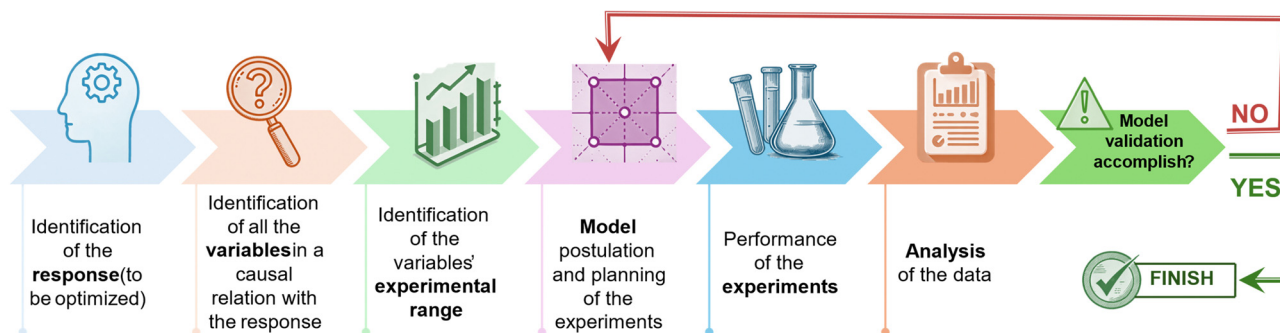 Identification
of the
response(to
be optimized)
Identification
of all the
variablesin a
causal
relation with
the response
Identification
of the
variables'
experimental
range
Model
postulation
and planning
of the
experiments
Performance
of the
experiments
Analysis
of the data
Model
validation
accomplish?
NO
YES
FINISH